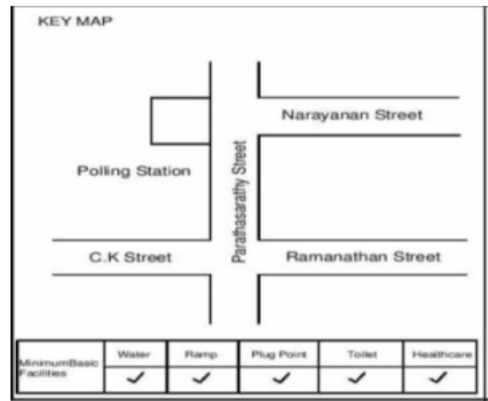 KEY MAP
Narayanan Street
Polling Station
Parathasarathy Street
C.K Street
Ramanathan Street
MinimumBasic
Facilities
Water Ramp Plug Point Toilet Healthcare
✓ ✓ ✓ ✓ ✓